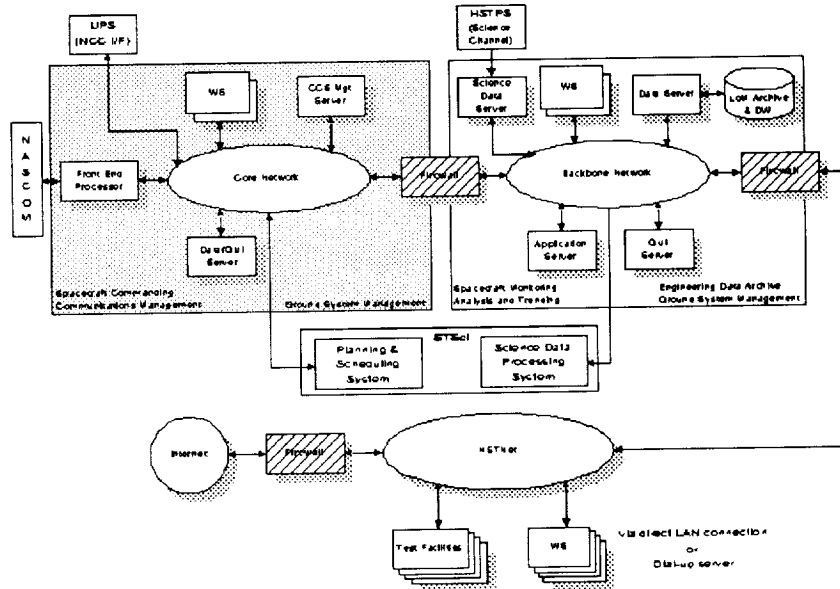 UPS
(NCC I/F)
HSTPS
(Science
Channel)
WS
CCS Mgt
Server
Science
Data
Server
WS
Data Server
Archive
& DW
NASCOM
Front End
Processor
Core Network
Firewall
Backbone Network
Firewall
Data/GUI
Server
Application
Server
GUI
Server
Spacecraft Commanding
Communications Management
Ground System Management
Spacecraft Monitoring
Analysis and Trending
Engineering Data Archive
Ground System Management
STScI
Planning &
Scheduling
System
Science Data
Processing
System
Internet
Firewall
HSTNet
Test Facilities
WS
via direct LAN connection
or
Dial-up server